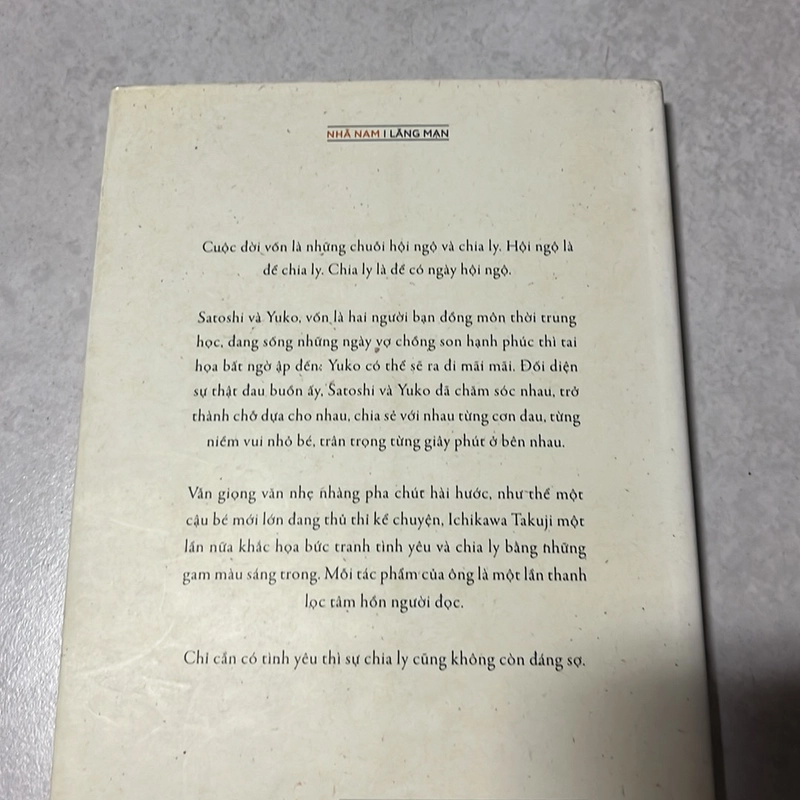 NHÃ NAM | LÃNG MẠN
Cuộc đời vốn là những chuỗi hội ngộ và chia ly. Hội ngộ là
để chia ly. Chia ly là để có ngày hội ngộ.
Satoshi và Yuko, vốn là hai người bạn đồng môn thời trung
học, đang sống những ngày vợ chồng son hạnh phúc thì tai
họa bất ngờ ập đến: Yuko có thể sẽ ra đi mãi mãi. Đối diện
sự thật đau buồn ấy, Satoshi và Yuko đã chăm sóc nhau, trở
thành chỗ dựa cho nhau, chia sẻ với nhau từng cơn đau, từng
niềm vui nhỏ bé, trân trọng từng giây phút ở bên nhau.
Vẫn giọng văn nhẹ nhàng pha chút hài hước, như thể một
cậu bé mới lớn đang thủ thỉ kể chuyện, Ichikawa Takuji một
lần nữa khắc họa bức tranh tình yêu và chia ly bằng những
gam màu sáng trong. Mỗi tác phẩm của ông là một lần thanh
lọc tâm hồn người đọc.
Chỉ cần có tình yêu thì sự chia ly cũng không còn đáng sợ.